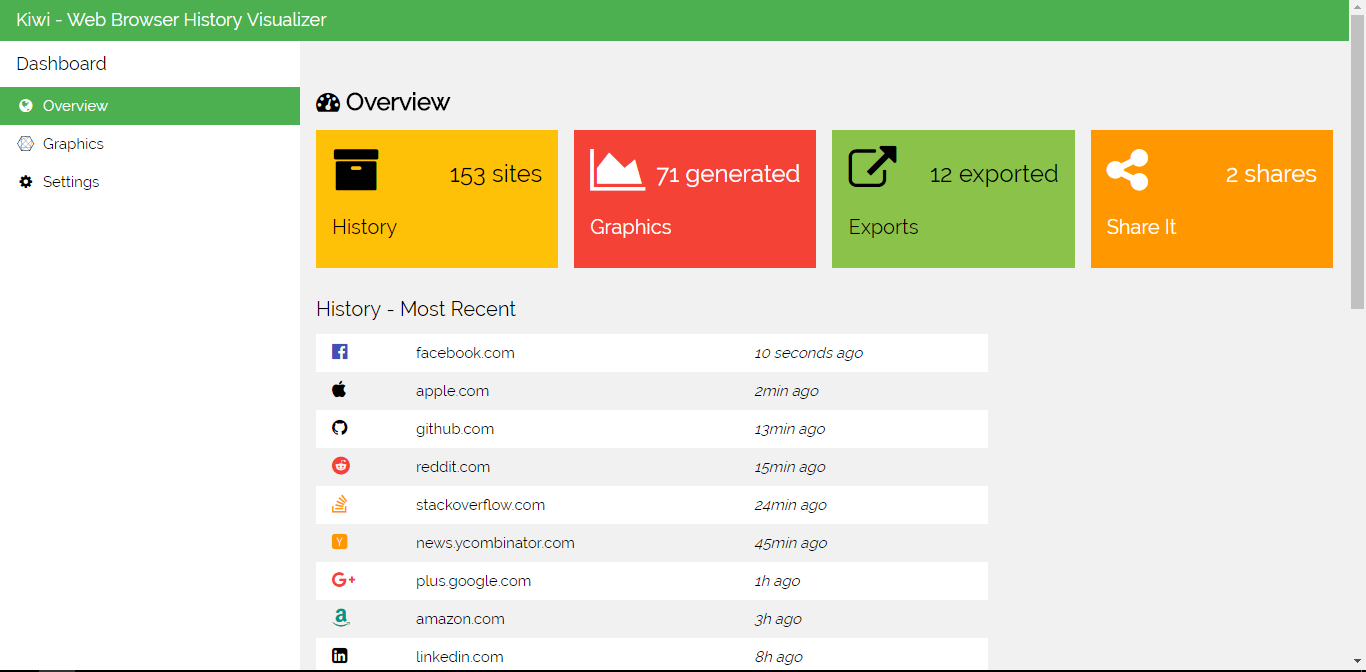 Kiwi - Web Browser History Visualizer
Dashboard
Overview
Graphics
Settings
Overview
153 sites
History
71 generated
Graphics
12 exported
Exports
2 shares
Share It
History - Most Recent
facebook.com 10 seconds ago
apple.com 2min ago
github.com 13min ago
reddit.com 15min ago
stackoverflow.com 24min ago
news.ycombinator.com 45min ago
plus.google.com 1h ago
amazon.com 3h ago
linkedin.com 8h ago